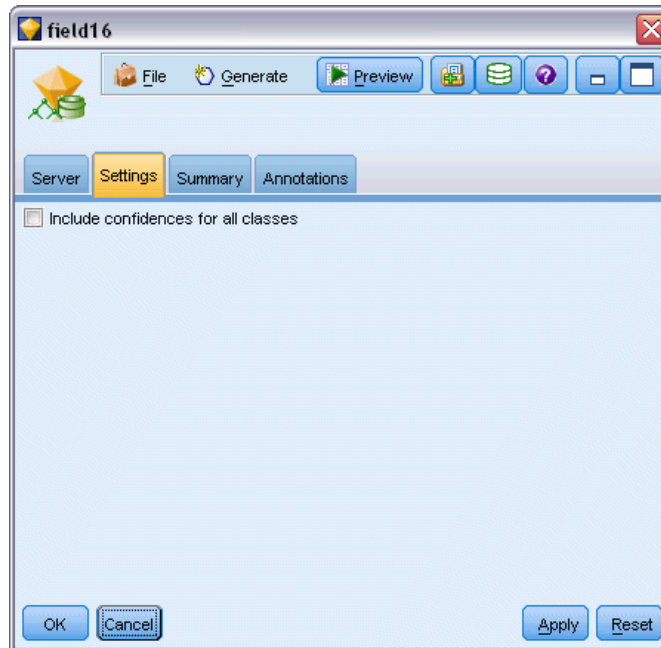 field16
File Generate Preview
Server Settings Summary Annotations
Include confidences for all classes
OK Cancel Apply Reset